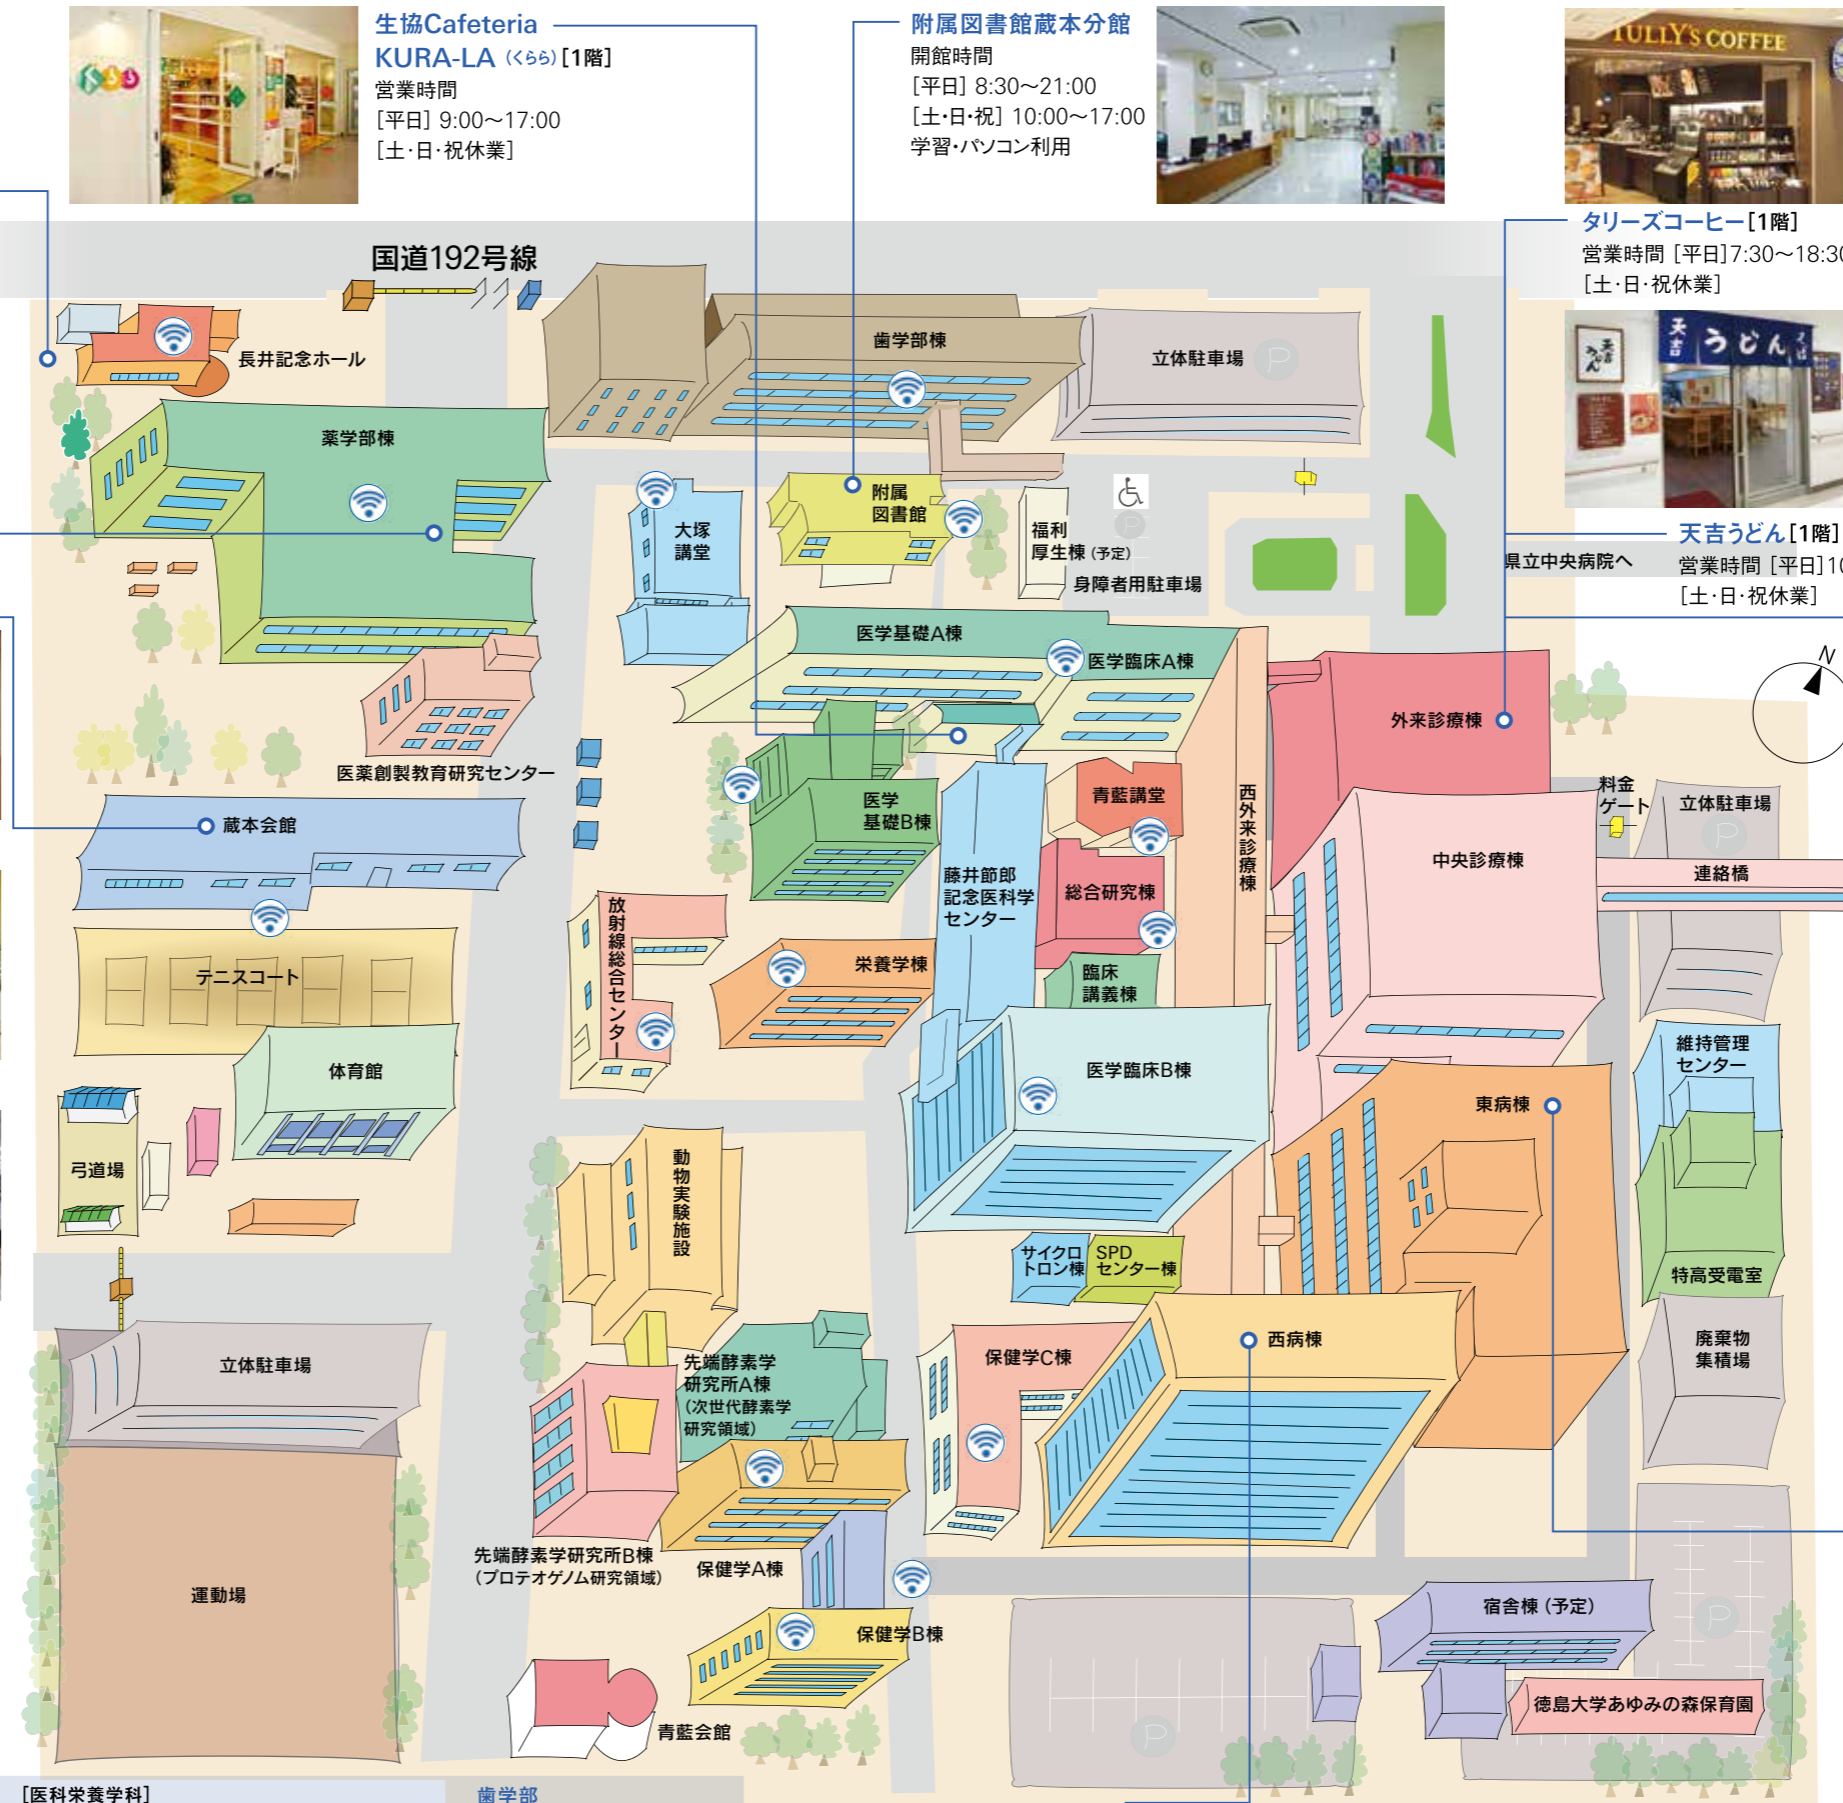 生協Cafeteria
KURA-LA（くらら）[1階]
営業時間
[平日] 9:00〜17:00
[土・日・祝休業]
附属図書館蔵本分館
開館時間
[平日] 8:30〜21:00
[土・日・祝] 10:00〜17:00
学習・パソコン利用
TULLY'S COFFEE
タリーズコーヒー[1階]
営業時間 [平日]7:30〜18:30
[土・日・祝休業]
天吉
うどん
天吉うどん[1階]
営業時間 [平日]10
[土・日・祝休業]
国道192号線
長井記念ホール
歯学部棟
立体駐車場
P
薬学部棟
大塚
講堂
附属
図書館
福利
厚生棟（予定）
P
身障者用駐車場
県立中央病院へ
N
医学基礎A棟
医学臨床A棟
外来診療棟
医薬創製教育研究センター
医学
基礎B棟
青藍講堂
西外来診療棟
料金
ゲート
立体駐車場
P
蔵本会館
藤井節郎
記念医科学
センター
総合研究棟
中央診療棟
連絡橋
放射線総合センター
テニスコート
栄養学棟
臨床
講義棟
体育館
医学臨床B棟
維持管理
センター
東病棟
弓道場
動物実験施設
サイクロ
トロン棟
SPD
センター棟
特高受電室
立体駐車場
先端酵素学
研究所A棟
（次世代酵素学
研究領域）
保健学C棟
西病棟
廃棄物
集積場
先端酵素学研究所B棟
（プロテオゲノム研究領域）
保健学A棟
運動場
保健学B棟
宿舎棟（予定）
P
青藍会館
P
徳島大学あゆみの森保育園
[医科栄養学科]
歯学部